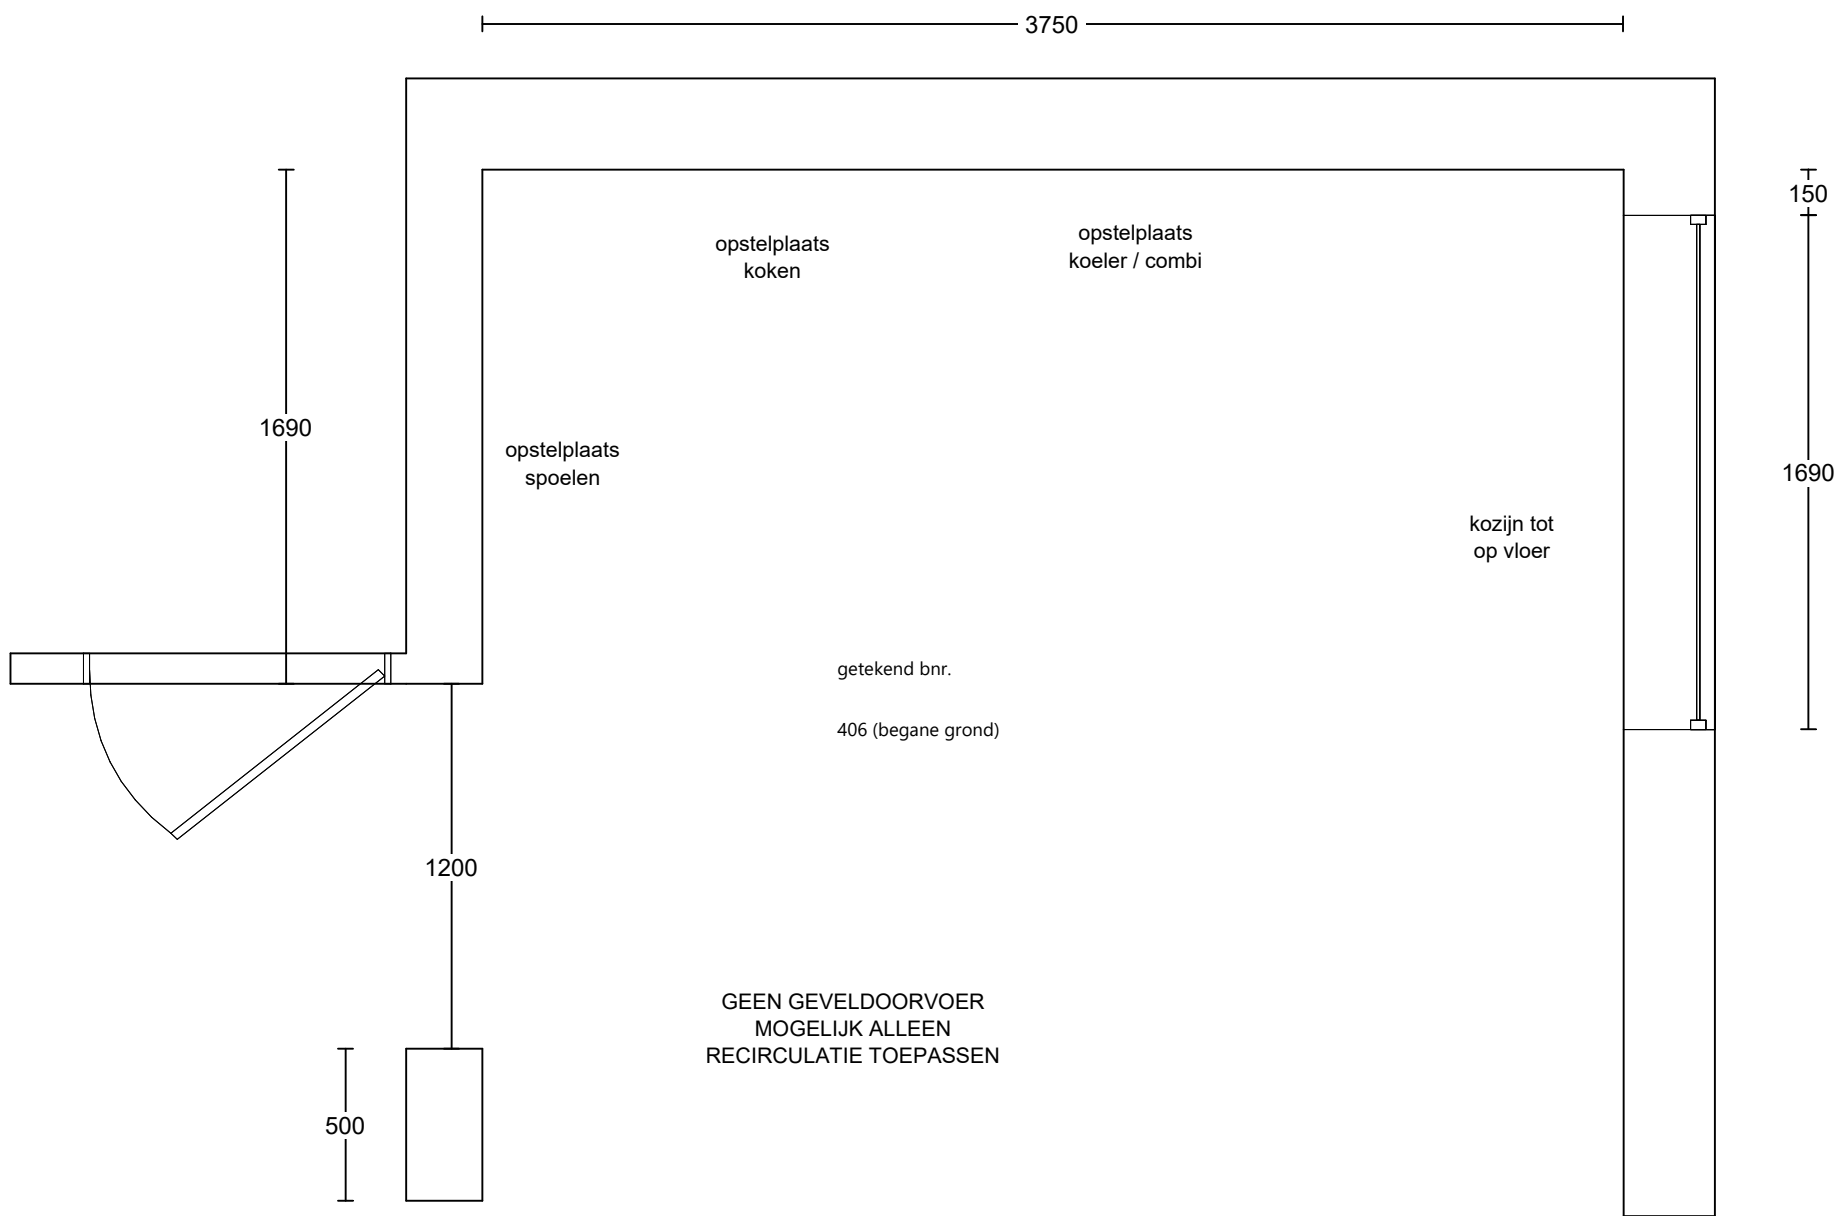 3750
150
opstelplaats
koken
opstelplaats
koeler / combi
1690
opstelplaats
spoelen
1690
kozijn tot
op vloer
getekend bnr.
406 (begane grond)
1200
GEEN GEVELDOORVOER
MOGELIJK ALLEEN
RECIRCULATIE TOEPASSEN
500